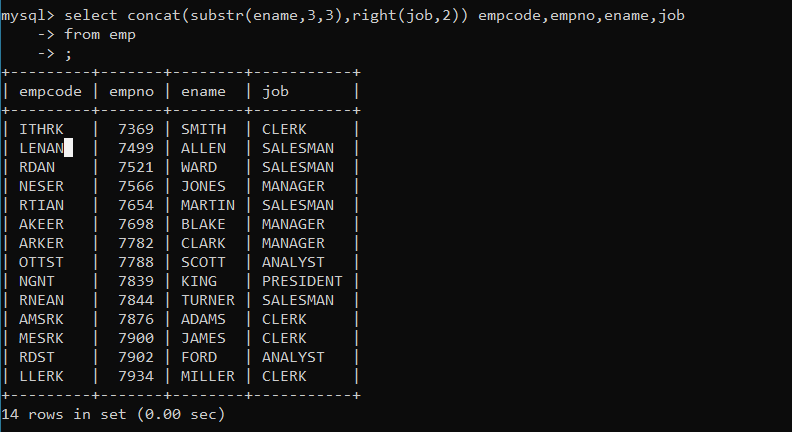 mysql> select concat(substr(ename,3,3),right(job,2)) empcode,empno,ename,job
    -> from emp
    -> ;
+---------+-------+--------+-----------+
| empcode | empno | ename  | job       |
+---------+-------+--------+-----------+
| ITHRK   |  7369 | SMITH  | CLERK     |
| LENAN   |  7499 | ALLEN  | SALESMAN  |
| RDAN    |  7521 | WARD   | SALESMAN  |
| NESER   |  7566 | JONES  | MANAGER   |
| RTIAN   |  7654 | MARTIN | SALESMAN  |
| AKEER   |  7698 | BLAKE  | MANAGER   |
| ARKER   |  7782 | CLARK  | MANAGER   |
| OTTST   |  7788 | SCOTT  | ANALYST   |
| NGNT    |  7839 | KING   | PRESIDENT |
| RNEAN   |  7844 | TURNER | SALESMAN  |
| AMSRK   |  7876 | ADAMS  | CLERK     |
| MESRK   |  7900 | JAMES  | CLERK     |
| RDST    |  7902 | FORD   | ANALYST   |
| LLERK   |  7934 | MILLER | CLERK     |
+---------+-------+--------+-----------+
14 rows in set (0.00 sec)